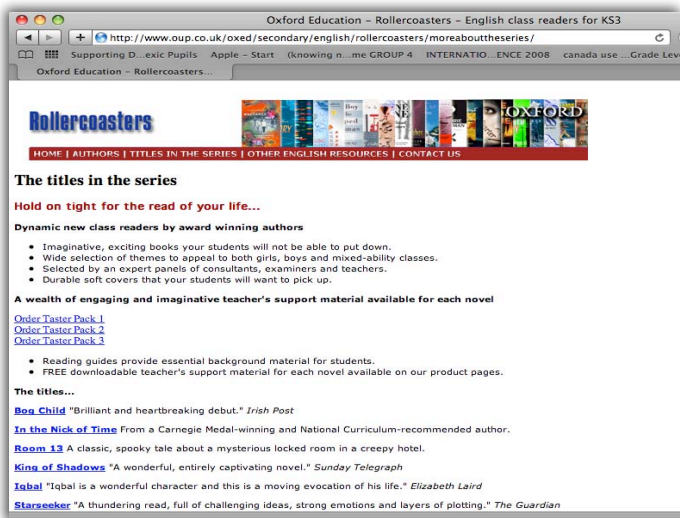 Oxford Education – Rollercoasters – English class readers for KS3
http://www.oup.co.uk/oxed/secondary/english/rollercoasters/moreabouttheseries/
Supporting D...exic Pupils Apple – Start (knowing n...me GROUP 4 INTERNATIO...ENCE 2008 canada use ...Grade Leve
Oxford Education – Rollercoasters...
Rollercoasters
OXFORD
HOME | AUTHORS | TITLES IN THE SERIES | OTHER ENGLISH RESOURCES | CONTACT US
The titles in the series
Hold on tight for the read of your life...
Dynamic new class readers by award winning authors
• Imaginative, exciting books your students will not be able to put down.
• Wide selection of themes to appeal to both girls, boys and mixed-ability classes.
• Selected by an expert panels of consultants, examiners and teachers.
• Durable soft covers that your students will want to pick up.
A wealth of engaging and imaginative teacher's support material available for each novel
Order Taster Pack 1
Order Taster Pack 2
Order Taster Pack 3
• Reading guides provide essential background material for students.
• FREE downloadable teacher's support material for each novel available on our product pages.
The titles...
Bog Child "Brilliant and heartbreaking debut." Irish Post
In the Nick of Time From a Carnegie Medal-winning and National Curriculum-recommended author.
Room 13 A classic, spooky tale about a mysterious locked room in a creepy hotel.
King of Shadows "A wonderful, entirely captivating novel." Sunday Telegraph
Iqbal "Iqbal is a wonderful character and this is a moving evocation of his life." Elizabeth Laird
Starseeker "A thundering read, full of challenging ideas, strong emotions and layers of plotting." The Guardian